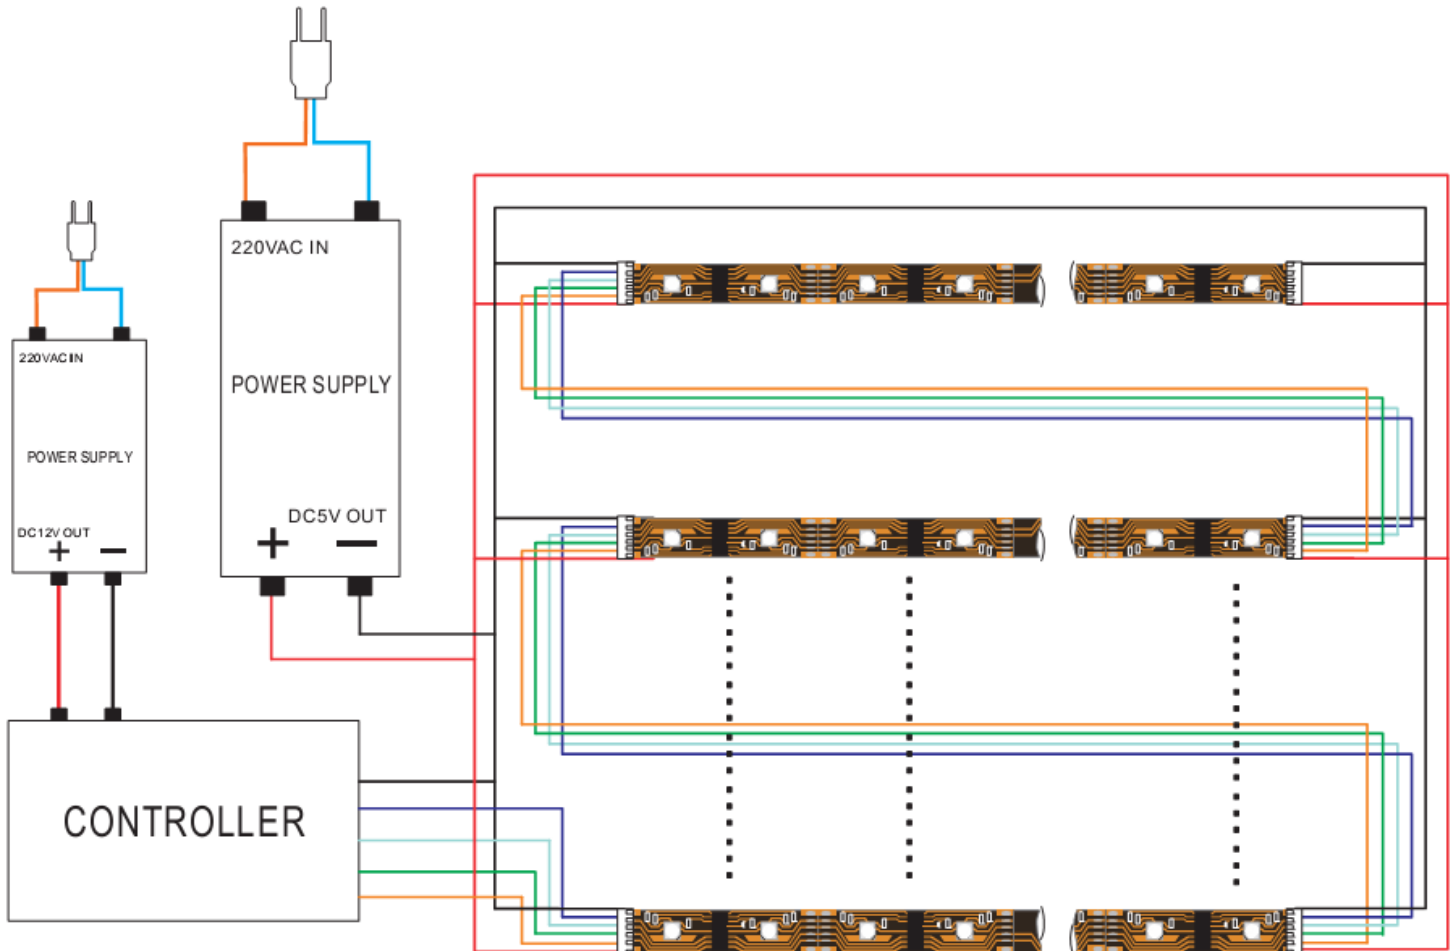 220VAC IN
POWER SUPPLY
DC5V OUT
+ —
220VAC IN
POWER SUPPLY
DC12V OUT
+ —
CONTROLLER